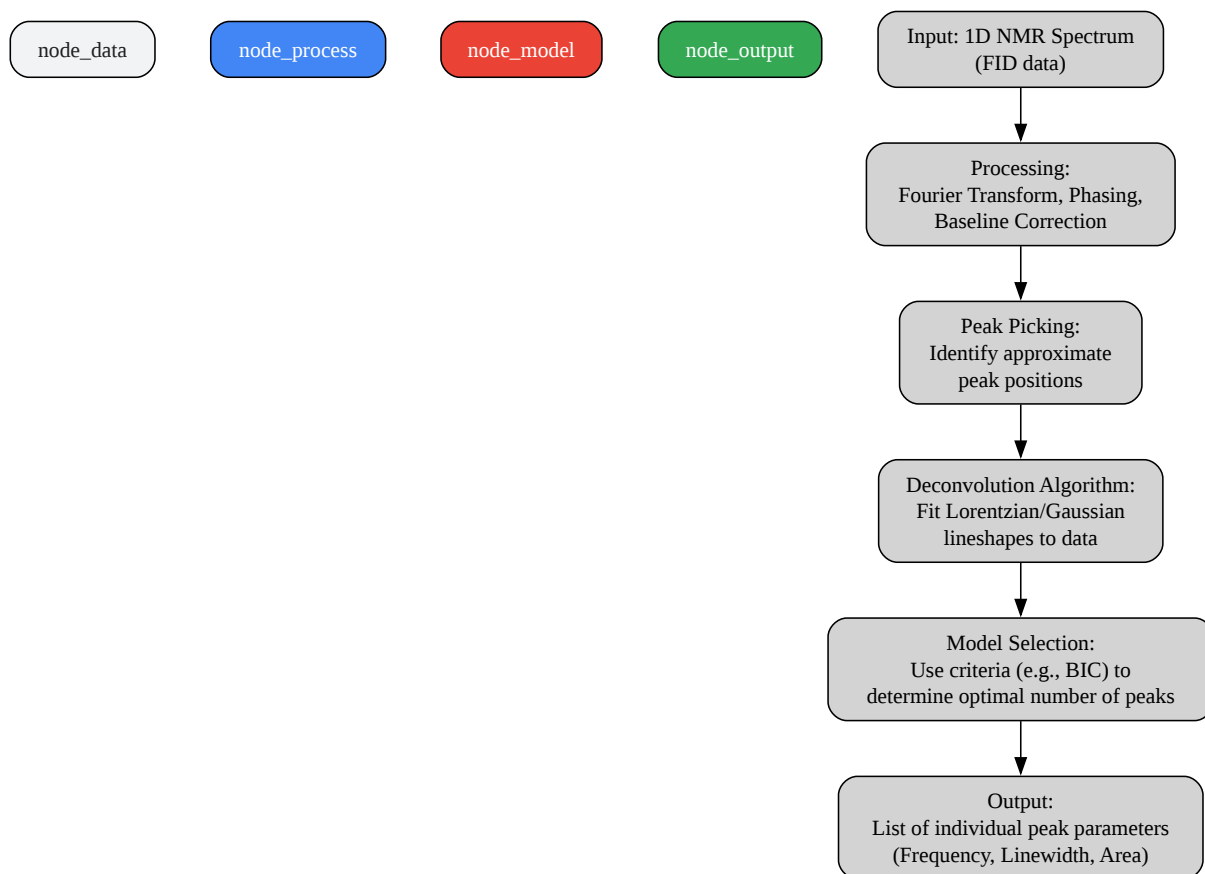 node_data
node_process
node_model
node_output
Input: 1D NMR Spectrum
(FID data)
Processing:
Fourier Transform, Phasing,
Baseline Correction
Peak Picking:
Identify approximate
peak positions
Deconvolution Algorithm:
Fit Lorentzian/Gaussian
lineshapes to data
Model Selection:
Use criteria (e.g., BIC) to
determine optimal number of peaks
Output:
List of individual peak parameters
(Frequency, Linewidth, Area)